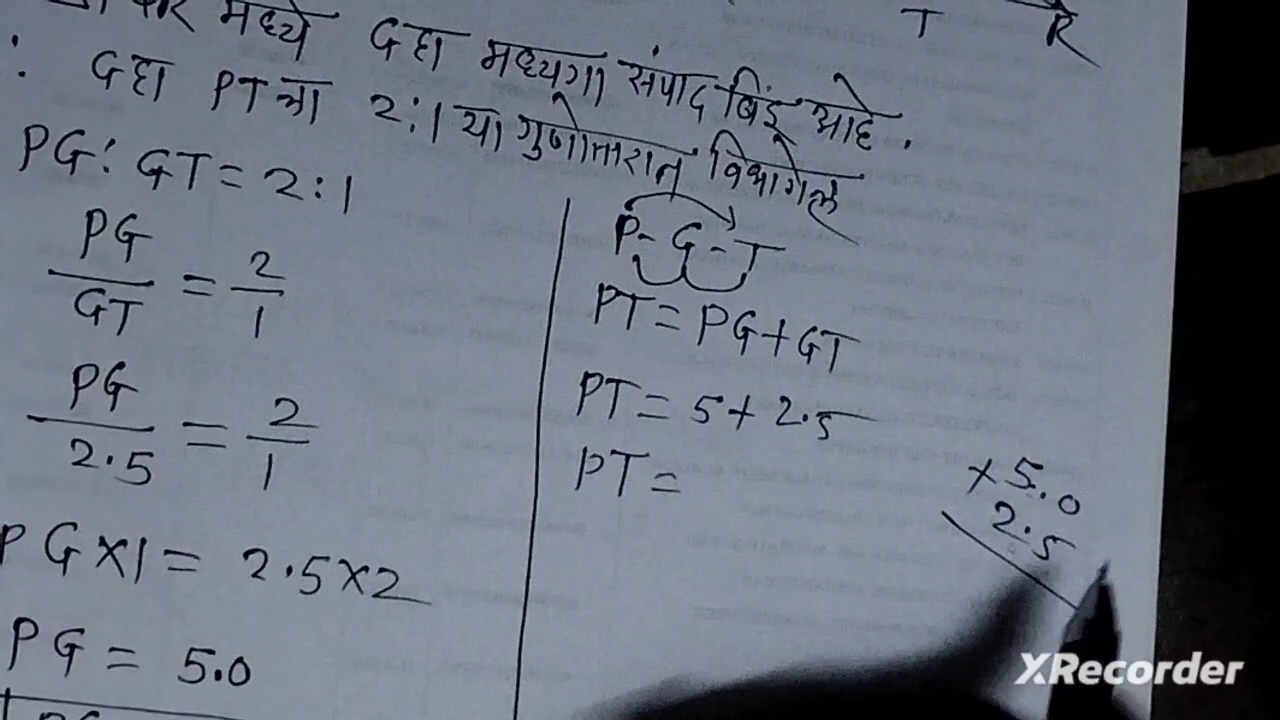 T R
मध्ये G हा मध्यगा संपाद बिंदू आहे.
: G हा PT ला 2:1 या गुणोत्तारात विभागेल
PG: GT = 2:1
PG/GT = 2/1
PG/2.5 = 2/1
PG×1 = 2.5×2
PG = 5.0
P-G-T
PT = PG+GT
PT = 5+2.5
PT =
+5.0
2.5
XRecorder